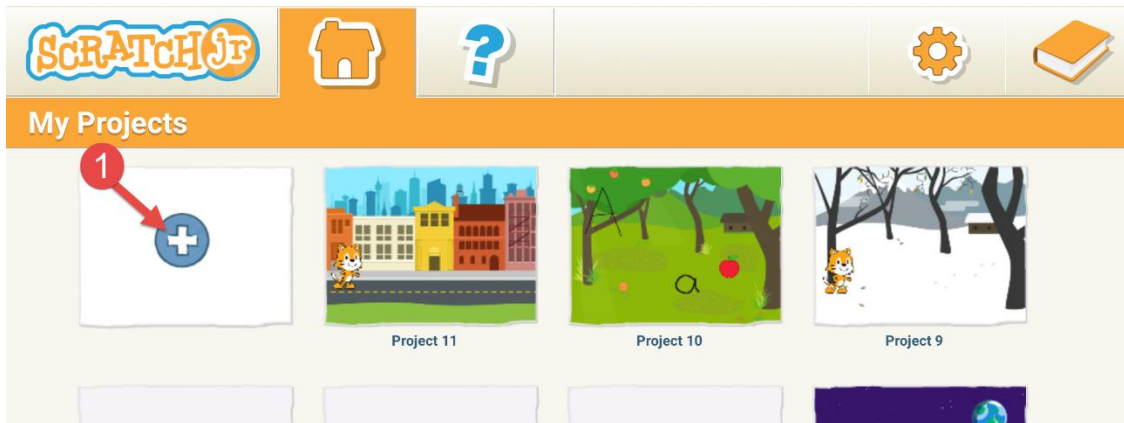 SCRATCHJr
?
My Projects
1
A
a
Project 11
Project 10
Project 9